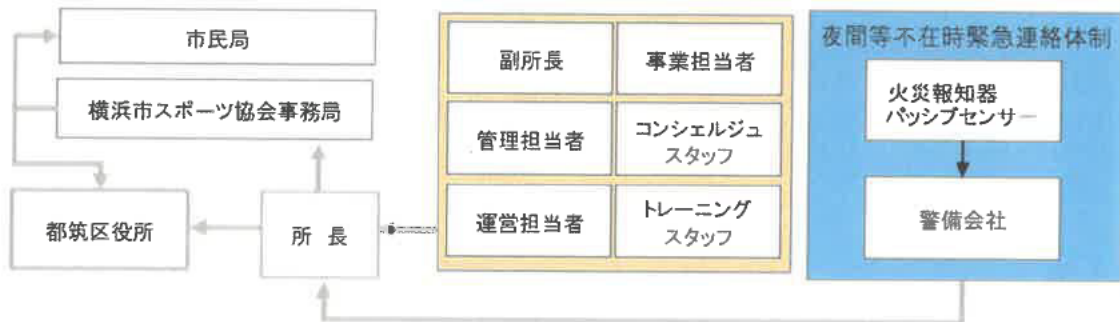 市民局
横浜市スポーツ協会事務局
都筑区役所
所長
副所長
事業担当者
管理担当者
コンシェルジュ
スタッフ
運営担当者
トレーニング
スタッフ
夜間等不在時緊急連絡体制
火災報知器
パッシブセンサー
警備会社